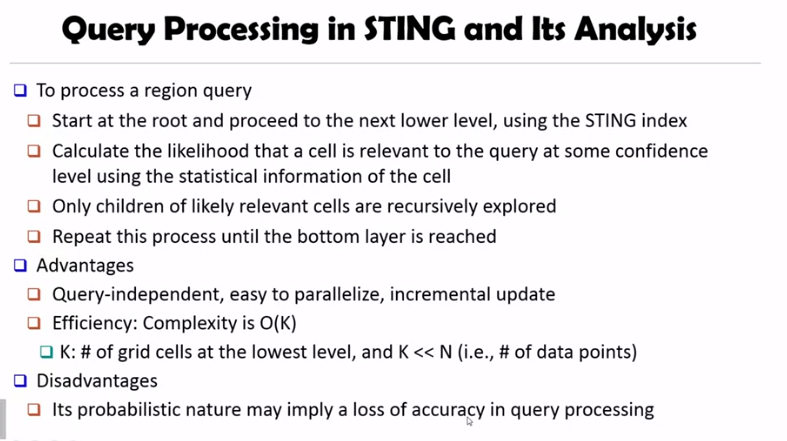 Query Processing in STING and Its Analysis
To process a region query
Start at the root and proceed to the next lower level, using the STING index
Calculate the likelihood that a cell is relevant to the query at some confidence
level using the statistical information of the cell
Only children of likely relevant cells are recursively explored
Repeat this process until the bottom layer is reached
Advantages
Query-independent, easy to parallelize, incremental update
Efficiency: Complexity is O(K)
K: # of grid cells at the lowest level, and K << N (i.e., # of data points)
Disadvantages
Its probabilistic nature may imply a loss of accuracy in query processing